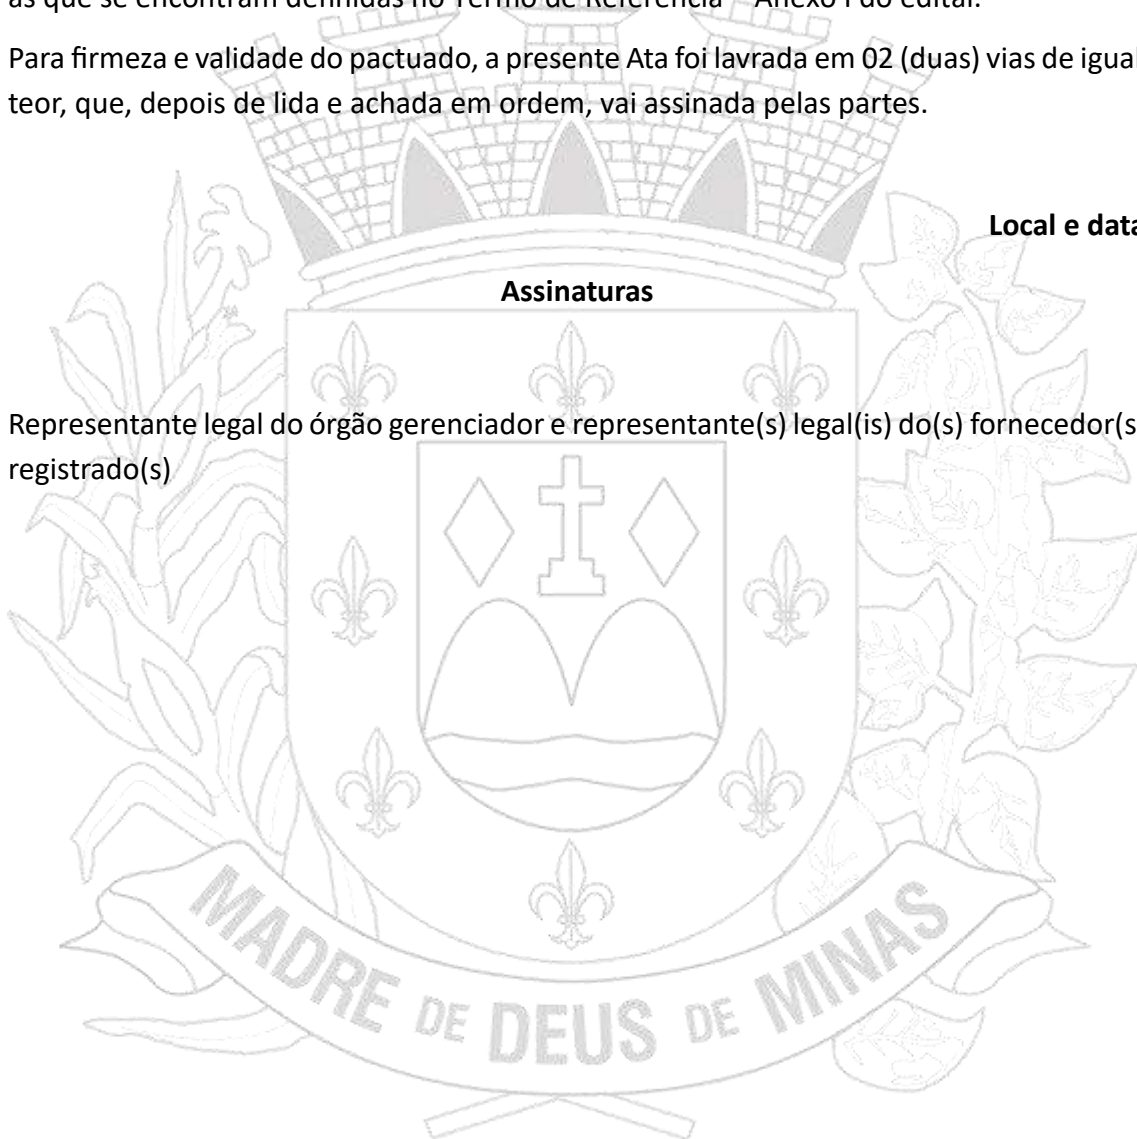 as que se encontram definidas no Termo de Referência – Anexo I do edital.
Para firmeza e validade do pactuado, a presente Ata foi lavrada em 02 (duas) vias de igual
teor, que, depois de lida e achada em ordem, vai assinada pelas partes.
Local e data
Assinaturas
Representante legal do órgão gerenciador e representante(s) legal(is) do(s) fornecedor(s
registrado(s)
MADRE DE DEUS DE MINAS